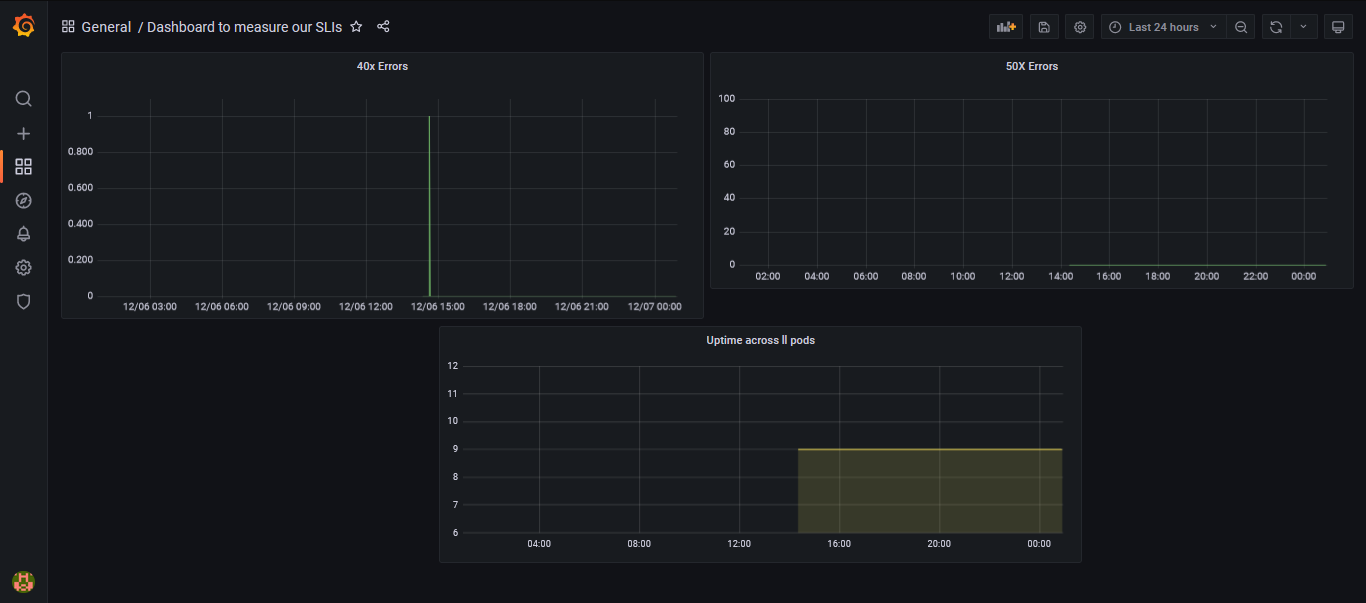 General / Dashboard to measure our SLIs
Last 24 hours
40x Errors
1
0.800
0.600
0.400
0.200
0
12/06 03:00 12/06 06:00 12/06 09:00 12/06 12:00 12/06 15:00 12/06 18:00 12/06 21:00 12/07 00:00
50X Errors
100
80
60
40
20
0
02:00 04:00 06:00 08:00 10:00 12:00 14:00 16:00 18:00 20:00 22:00 00:00
Uptime across ll pods
12
11
10
9
8
7
6
04:00 08:00 12:00 16:00 20:00 00:00